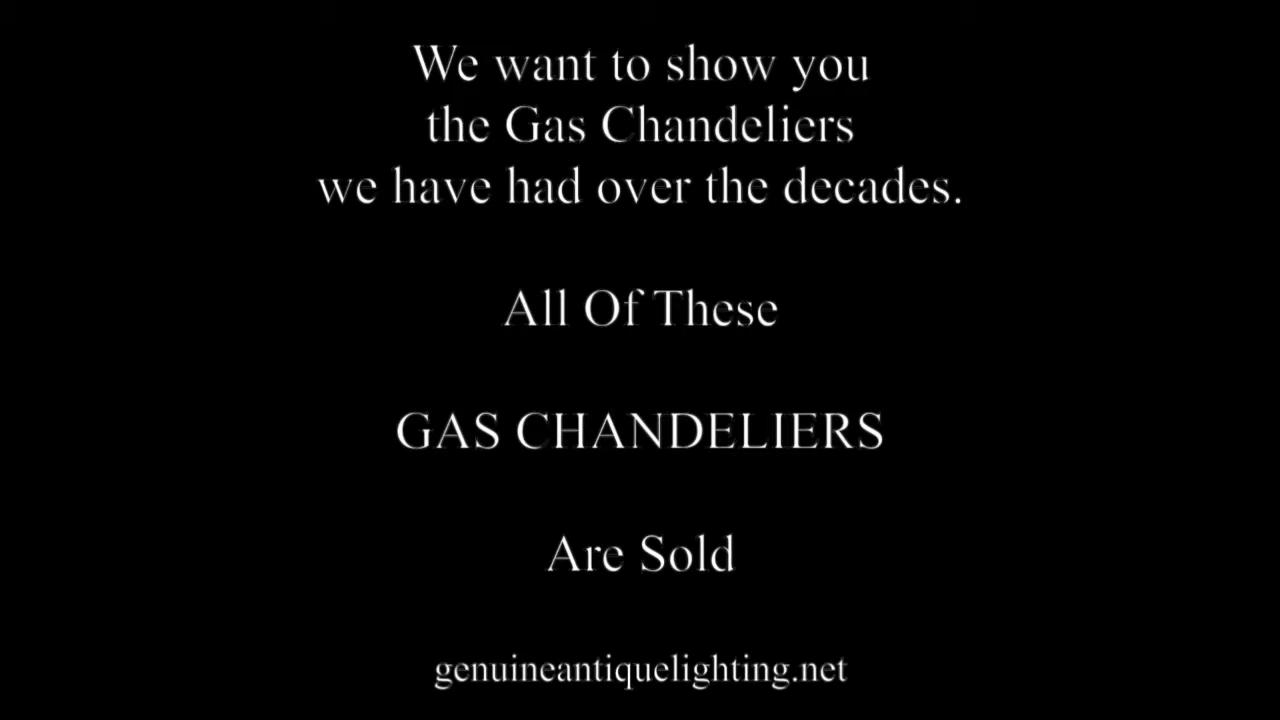 We want to show you
the Gas Chandeliers
we have had over the decades.
All Of These
GAS CHANDELIERS
Are Sold
genuineantiquelighting.net